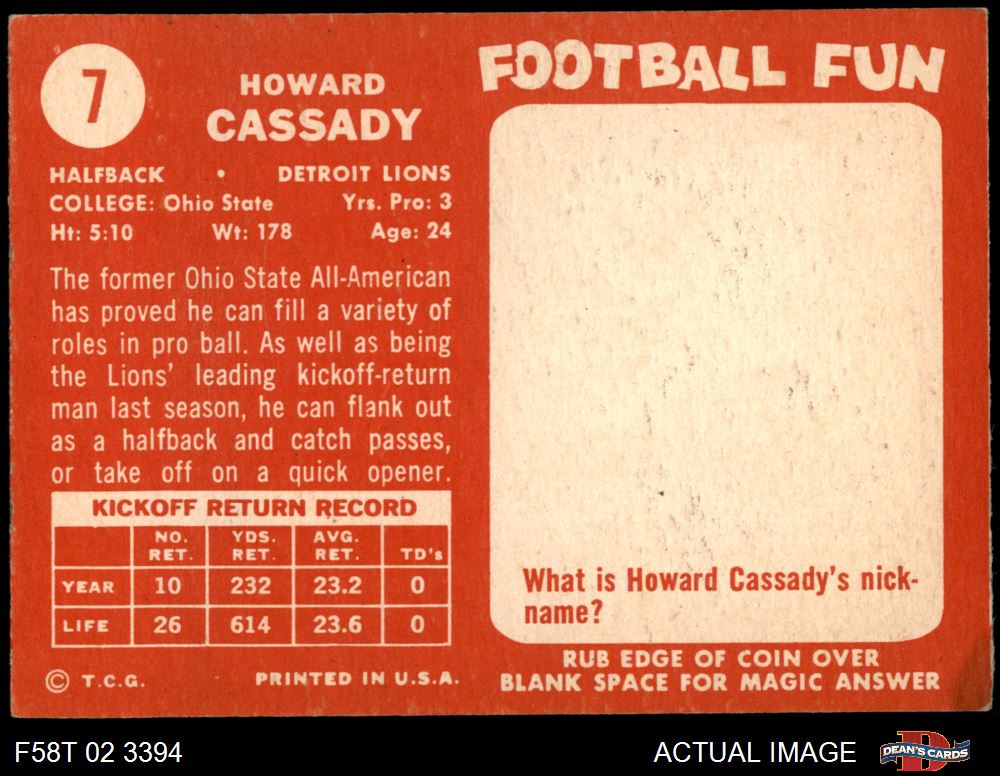 7
HOWARD
CASSADY
HALFBACK • DETROIT LIONS
COLLEGE: Ohio State Yrs. Pro: 3
Ht: 5:10 Wt: 178 Age: 24
The former Ohio State All-American
has proved he can fill a variety of
roles in pro ball. As well as being
the Lions' leading kickoff-return
man last season, he can flank out
as a halfback and catch passes,
or take off on a quick opener.
KICKOFF RETURN RECORD
NO. RET. YDS. RET. AVG. RET. TD's
YEAR 10 232 23.2 0
LIFE 26 614 23.6 0
© T.C.G. PRINTED IN U.S.A.
FOOTBALL FUN
What is Howard Cassady's nick-
name?
RUB EDGE OF COIN OVER
BLANK SPACE FOR MAGIC ANSWER
F58T 02 3394 ACTUAL IMAGE D DEAN'S CARDS